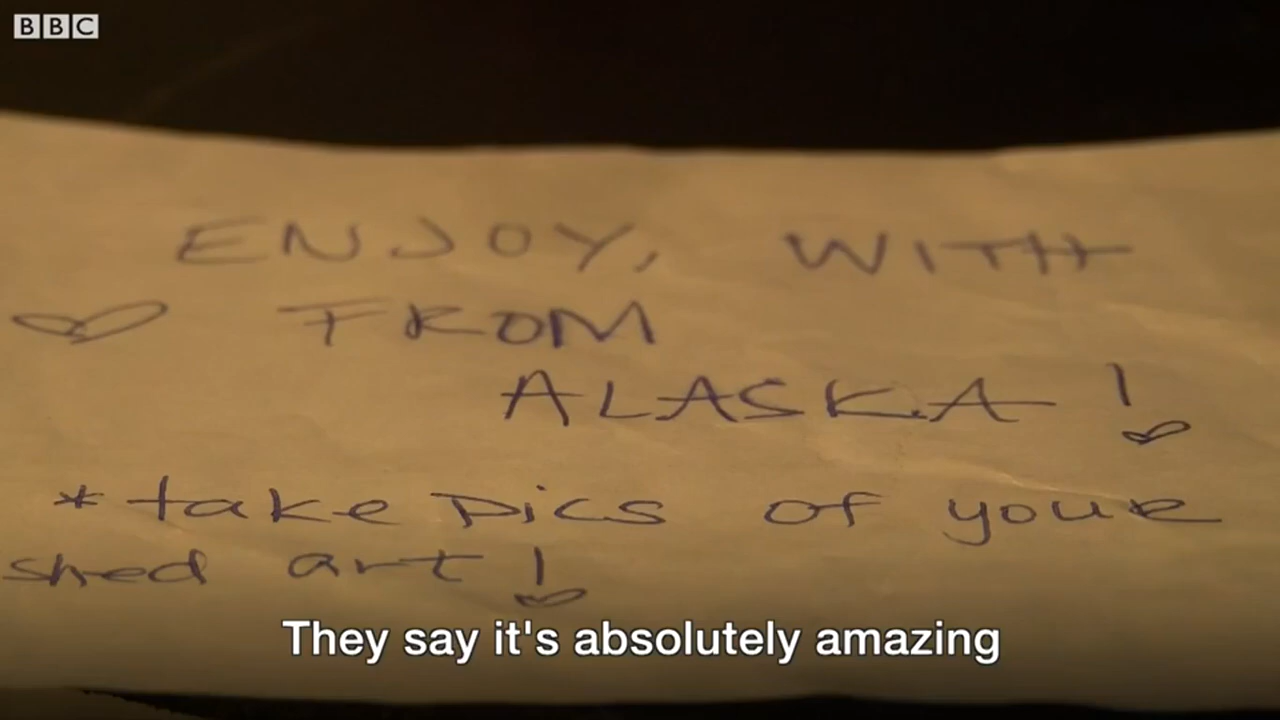 BBC
ENJOY, WITH
FROM
ALASKA!
*take pics of your
shed art!
They say it's absolutely amazing